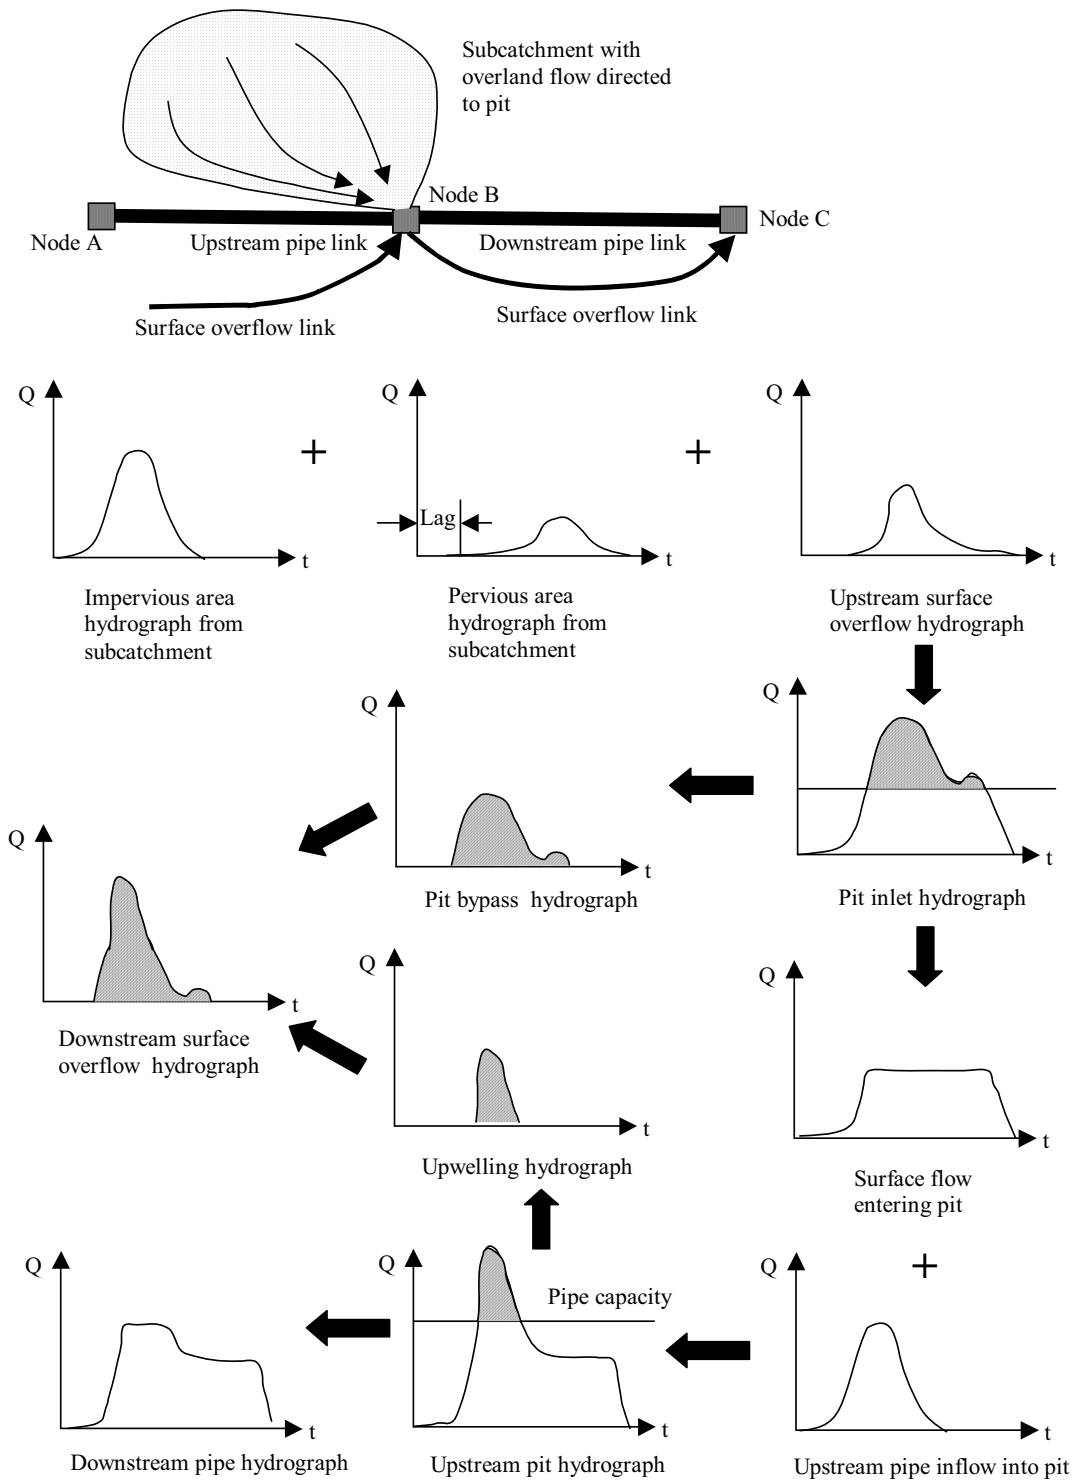 Subcatchment with
overland flow directed
to pit
Node B
Node C
Node A
Upstream pipe link
Downstream pipe link
Surface overflow link
Surface overflow link
Q
Q
Q
+
+
Lag
t
t
t
Impervious area
hydrograph from
subcatchment
Pervious area
hydrograph from
subcatchment
Upstream surface
overflow hydrograph
Q
Q
t
t
Pit bypass hydrograph
Pit inlet hydrograph
Q
t
Downstream surface
overflow hydrograph
Q
Q
t
t
Upwelling hydrograph
Surface flow
entering pit
+
Q
Q
Q
Pipe capacity
t
t
t
Downstream pipe hydrograph
Upstream pit hydrograph
Upstream pipe inflow into pit